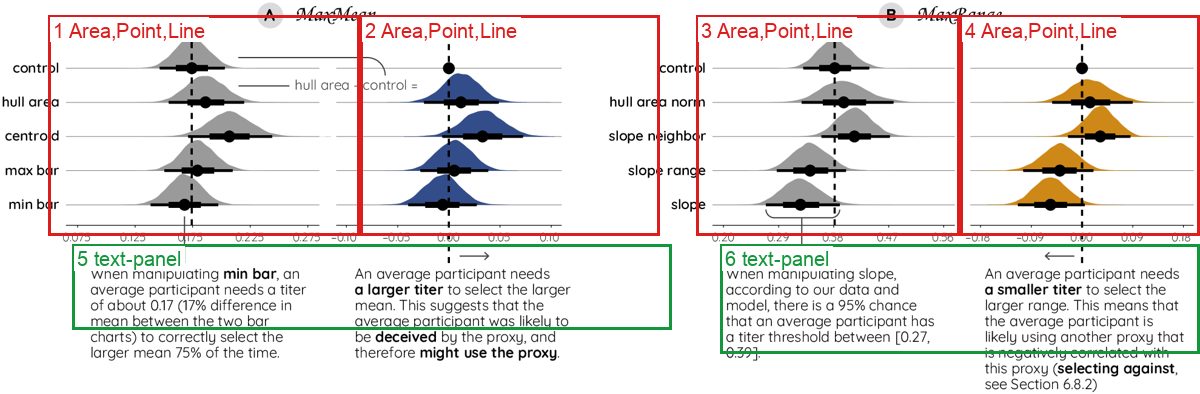 A MaxMean
B MaxRange
1 Area,Point,Line
2 Area,Point,Line
3 Area,Point,Line
4 Area,Point,Line
control
hull area
centroid
max bar
min bar
hull area - control =
control
hull area norm
slope neighbor
slope range
slope
0.075 0.125 0.175 0.225 0.275
-0.05 0.00 0.05 0.10
0.20 0.29 0.38 0.47 0.56
-0.18 -0.09 0.00 0.09 0.18
5 text-panel
When manipulating min bar, an
average participant needs a titer
of about 0.17 (17% difference in
mean between the two bar
charts) to correctly select the
larger mean 75% of the time.
An average participant needs
a larger titer to select the larger
mean. This suggests that the
average participant was likely to
be deceived by the proxy, and
therefore might use the proxy.
6 text-panel
When manipulating slope,
according to our data and
model, there is a 95% chance
that an average participant has
a titer threshold between [0.27,
0.39].
An average participant needs
a smaller titer to select the
larger range. This means that
the average participant is
likely using another proxy that
is negatively correlated with
this proxy (selecting against,
see Section 6.8.2)